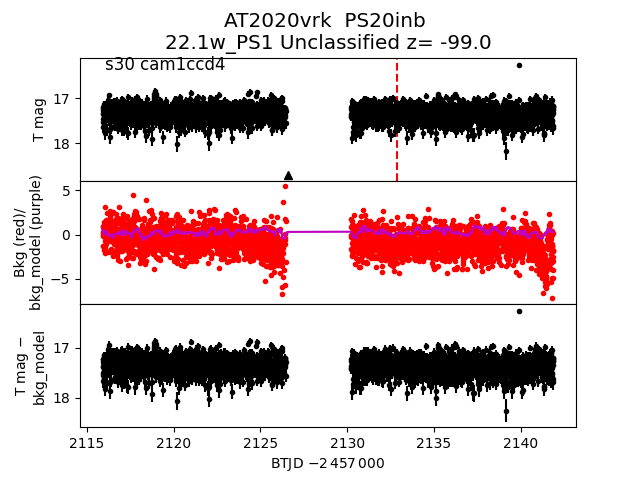 AT2020vrk PS20inb
22.1w_PS1 Unclassified z= -99.0
s30 cam1ccd4
T mag
17
18
Bkg (red)/
bkg_model (purple)
5
0
−5
T mag −
bkg_model
17
18
2115 2120 2125 2130 2135 2140
BTJD −2 457 000